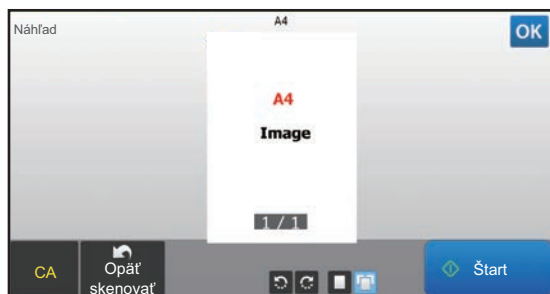 Náhľad
A4
OK
A4
Image
1 / 1
CA
Opäť
skenovať
Štart